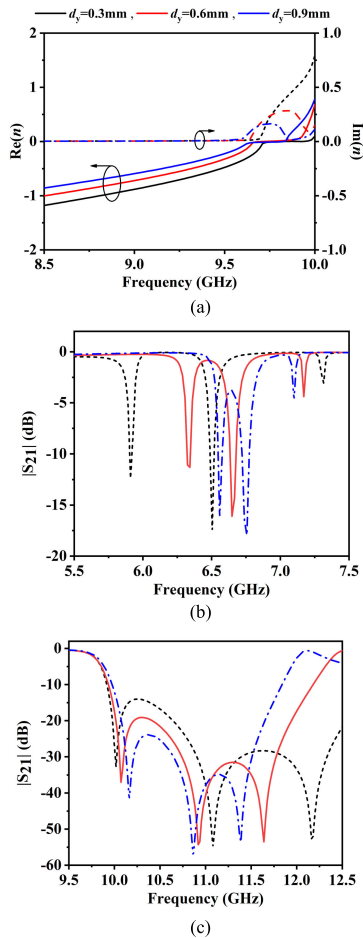 dy=0.3mm , dy=0.6mm , dy=0.9mm
Re(n)
2
1
0
-1
-2
Im(n)
1.0
0.5
0.0
-0.5
-1.0
8.5 9.0 9.5 10.0
Frequency (GHz)
(a)
|S21| (dB)
0
-5
-10
-15
-20
5.5 6.0 6.5 7.0 7.5
Frequency (GHz)
(b)
|S21| (dB)
0
-10
-20
-30
-40
-50
-60
9.5 10.0 10.5 11.0 11.5 12.0 12.5
Frequency (GHz)
(c)